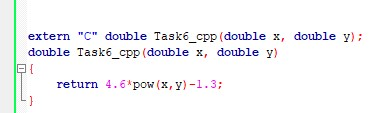 extern "C" double Task6_cpp(double x, double y);
double Task6_cpp(double x, double y)
{
return 4.6*pow(x,y)-1.3;
}